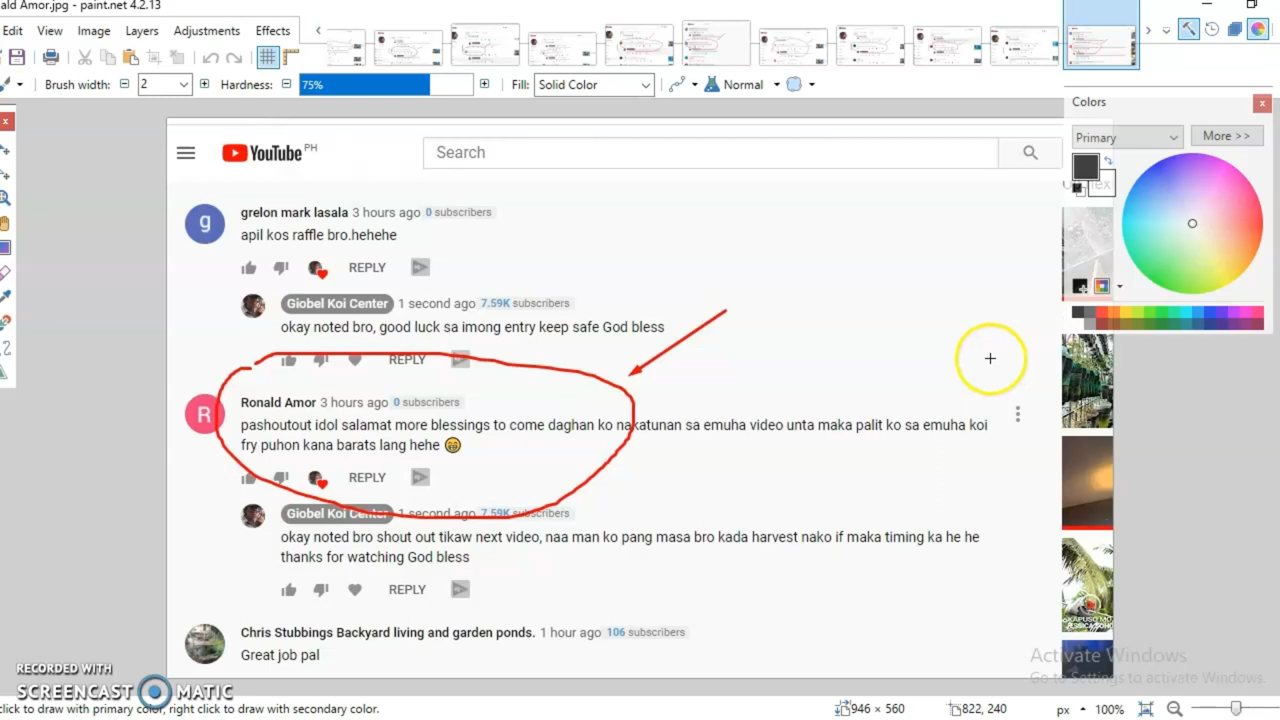 ald Amor.jpg - paint.net 4.2.13
Edit View Image Layers Adjustments Effects
Brush width: 2 Hardness: 75% Fill: Solid Color Normal
Colors
Primary More >>
YouTube PH
Search
grelon mark lasala 3 hours ago 0 subscribers
apil kos raffle bro.hehehe
REPLY
Giobel Koi Center 1 second ago 7.59K subscribers
okay noted bro, good luck sa imong entry keep safe God bless
REPLY
R
Ronald Amor 3 hours ago 0 subscribers
pashoutout idol salamat more blessings to come daghan ko nakatunan sa emuha video unta maka palit ko sa emuha koi
fry puhon kana barats lang hehe 😁
REPLY
Giobel Koi Center 1 second ago 7.59K subscribers
okay noted bro shout out tikaw next video, naa man ko pang masa bro kada harvest nako if maka timing ka he he
thanks for watching God bless
REPLY
Chris Stubbings Backyard living and garden ponds. 1 hour ago 106 subscribers
Great job pal
Activate Windows
Go to Settings to activate Windows.
RECORDED WITH
SCREENCAST MATIC
click to draw with primary color, right click to draw with secondary color.
946 × 560 822, 240 px 100%